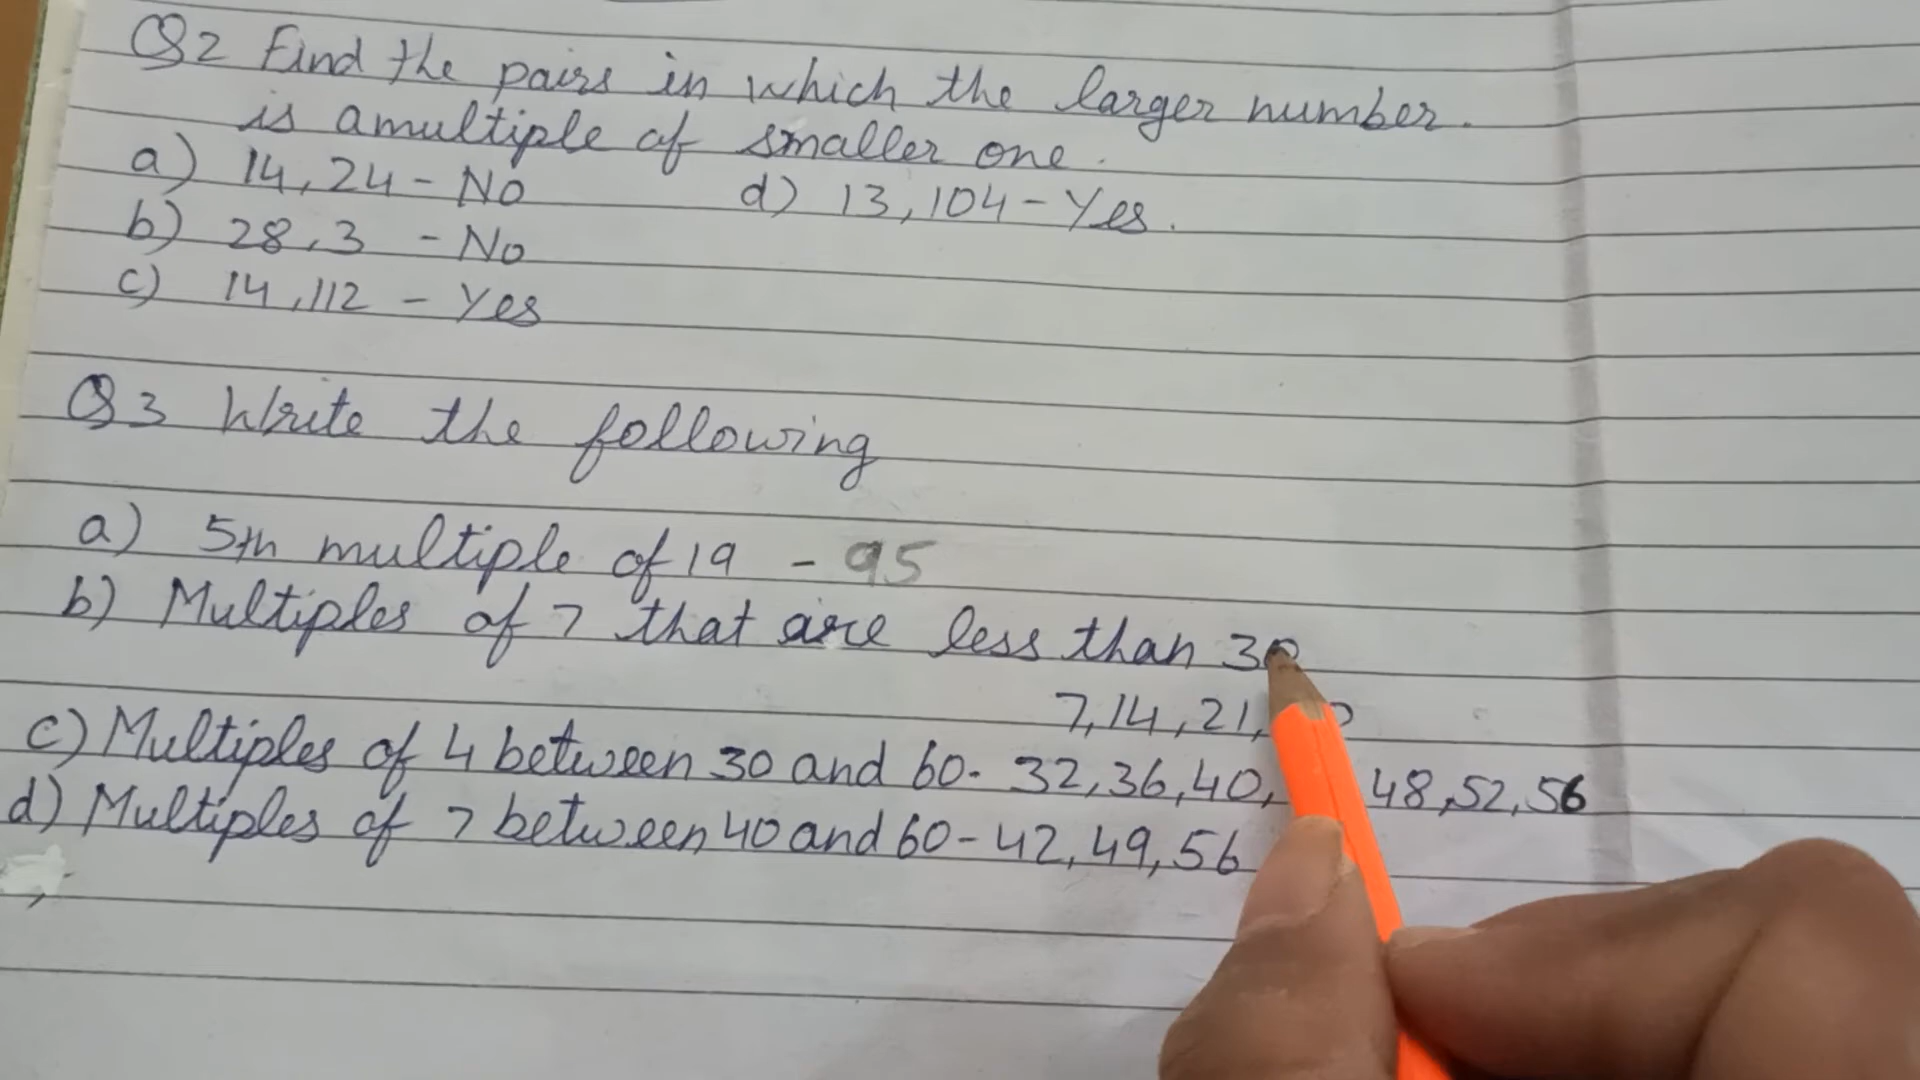 Q2 Find the pairs in which the larger number.
is a multiple of smaller one.
a) 14, 24 - No
d) 13, 104 - Yes.
b) 28, 3 - No
c) 14, 112 - Yes
Q3 Write the following
a) 5th multiple of 19 - 95
b) Multiples of 7 that are less than 30
7, 14, 21,
c) Multiples of 4 between 30 and 60. 32, 36, 40, 48, 52, 56
d) Multiples of 7 between 40 and 60 - 42, 49, 56